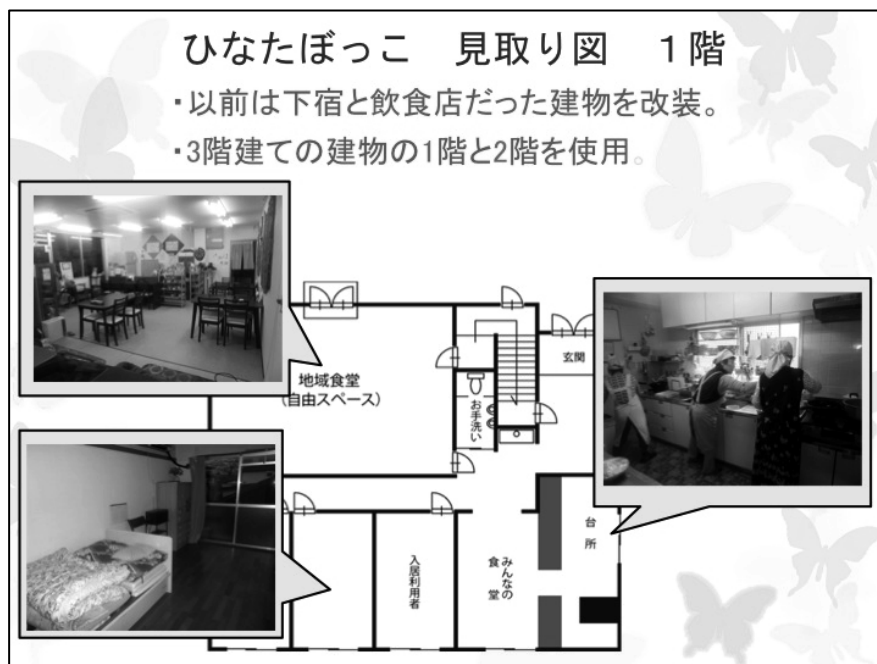 ひなたぼっこ　見取り図　１階
・以前は下宿と飲食店だった建物を改装。
・3階建ての建物の1階と2階を使用。
玄関
地域食堂
（自由スペース）
お手洗い
台所
入居利用者
みんなの
食堂